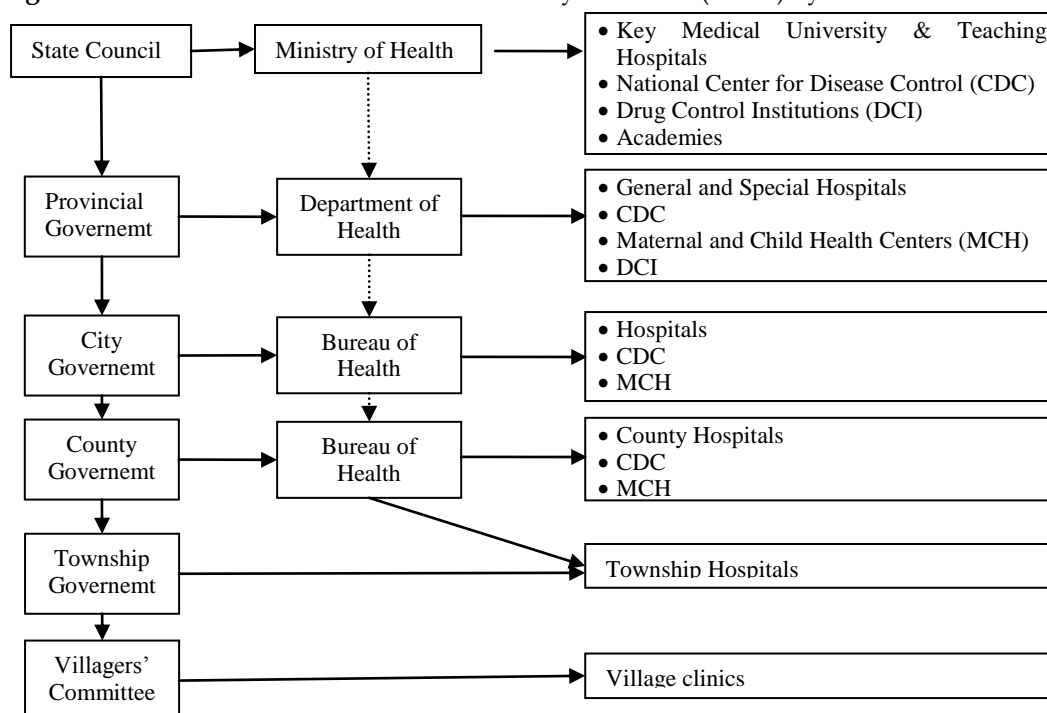 State Council
Ministry of Health
• Key Medical University & Teaching
Hospitals
• National Center for Disease Control (CDC)
• Drug Control Institutions (DCI)
• Academies
Provincial
Governemt
Department of
Health
• General and Special Hospitals
• CDC
• Maternal and Child Health Centers (MCH)
• DCI
City
Governemt
Bureau of
Health
• Hospitals
• CDC
• MCH
County
Governemt
Bureau of
Health
• County Hospitals
• CDC
• MCH
Township
Governemt
Township Hospitals
Villagers’
Committee
Village clinics